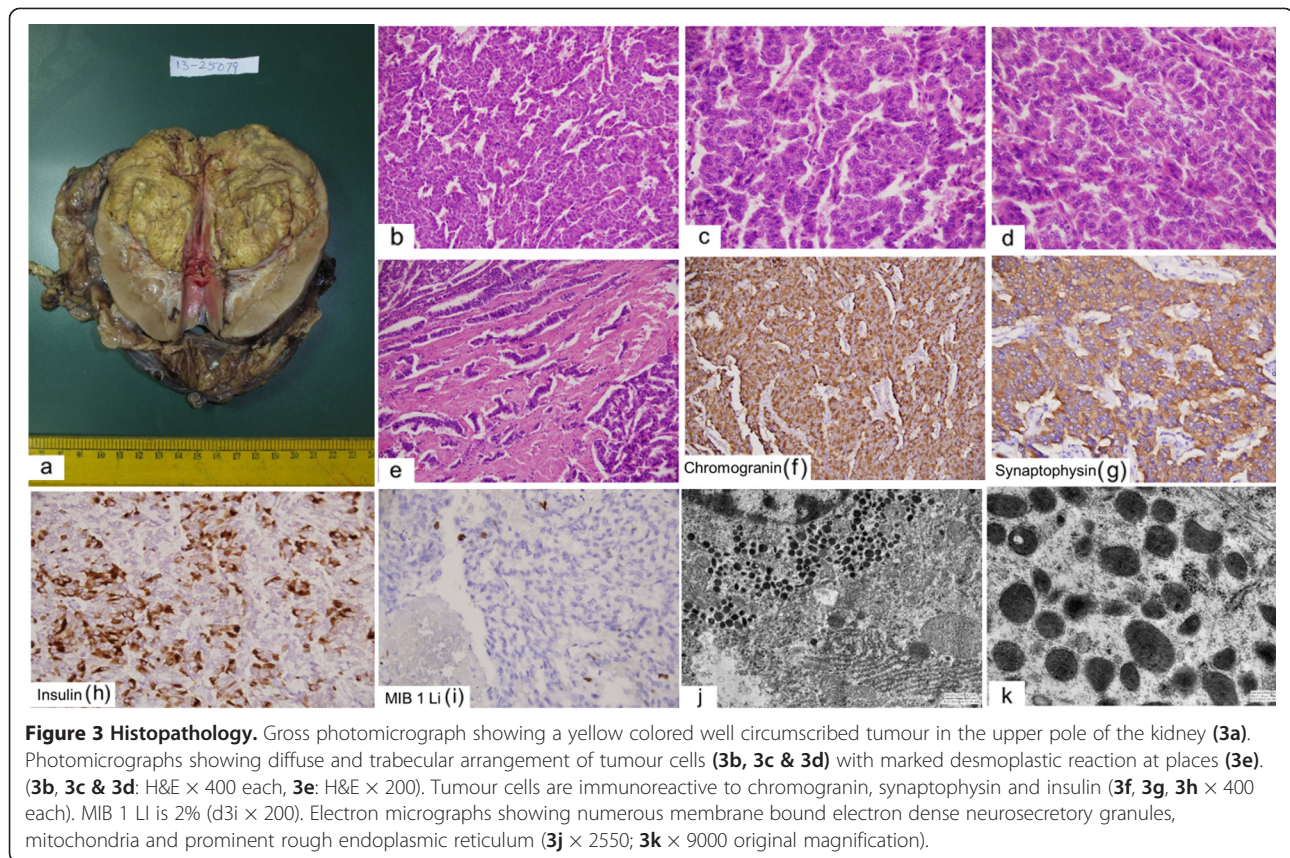 13-25079
a
b
c
d
e
Chromogranin (f)
Synaptophysin (g)
Insulin (h)
MIB 1 Li (i)
j
k
Figure 3 Histopathology. Gross photomicrograph showing a yellow colored well circumscribed tumour in the upper pole of the kidney (3a).
Photomicrographs showing diffuse and trabecular arrangement of tumour cells (3b, 3c & 3d) with marked desmoplastic reaction at places (3e).
(3b, 3c & 3d: H&E × 400 each, 3e: H&E × 200). Tumour cells are immunoreactive to chromogranin, synaptophysin and insulin (3f, 3g, 3h × 400
each). MIB 1 LI is 2% (d3i × 200). Electron micrographs showing numerous membrane bound electron dense neurosecretory granules,
mitochondria and prominent rough endoplasmic reticulum (3j × 2550; 3k × 9000 original magnification).